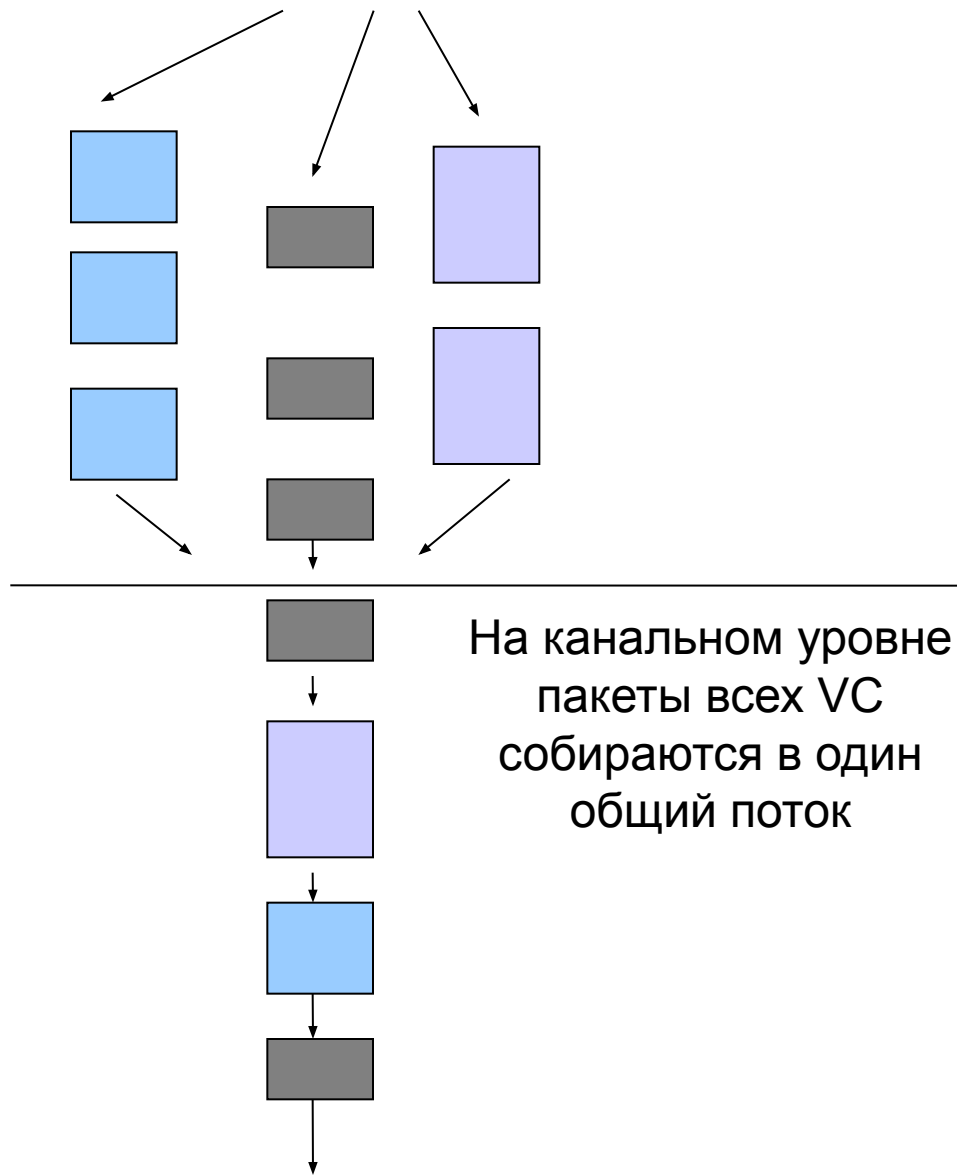 На канальном уровне
пакеты всех VC
собираются в один
общий поток